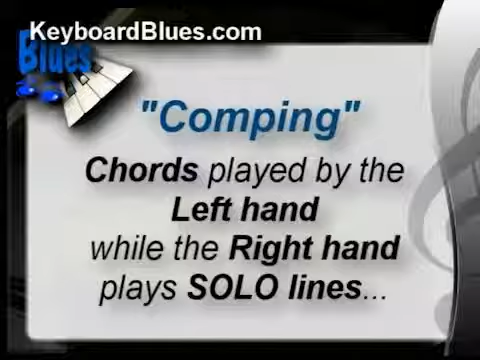 KeyboardBlues.com
Blues
"Comping"
Chords played by the
Left hand
while the Right hand
plays SOLO lines...